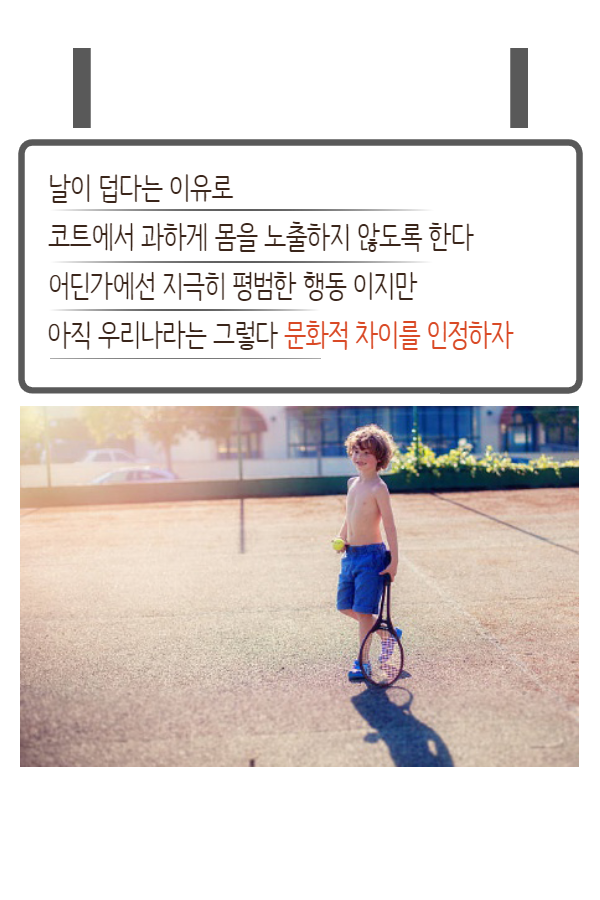 날이 덥다는 이유로
코트에서 과하게 몸을 노출하지 않도록 한다
어딘가에선 지극히 평범한 행동 이지만
아직 우리나라는 그렇다 문화적 차이를 인정하자